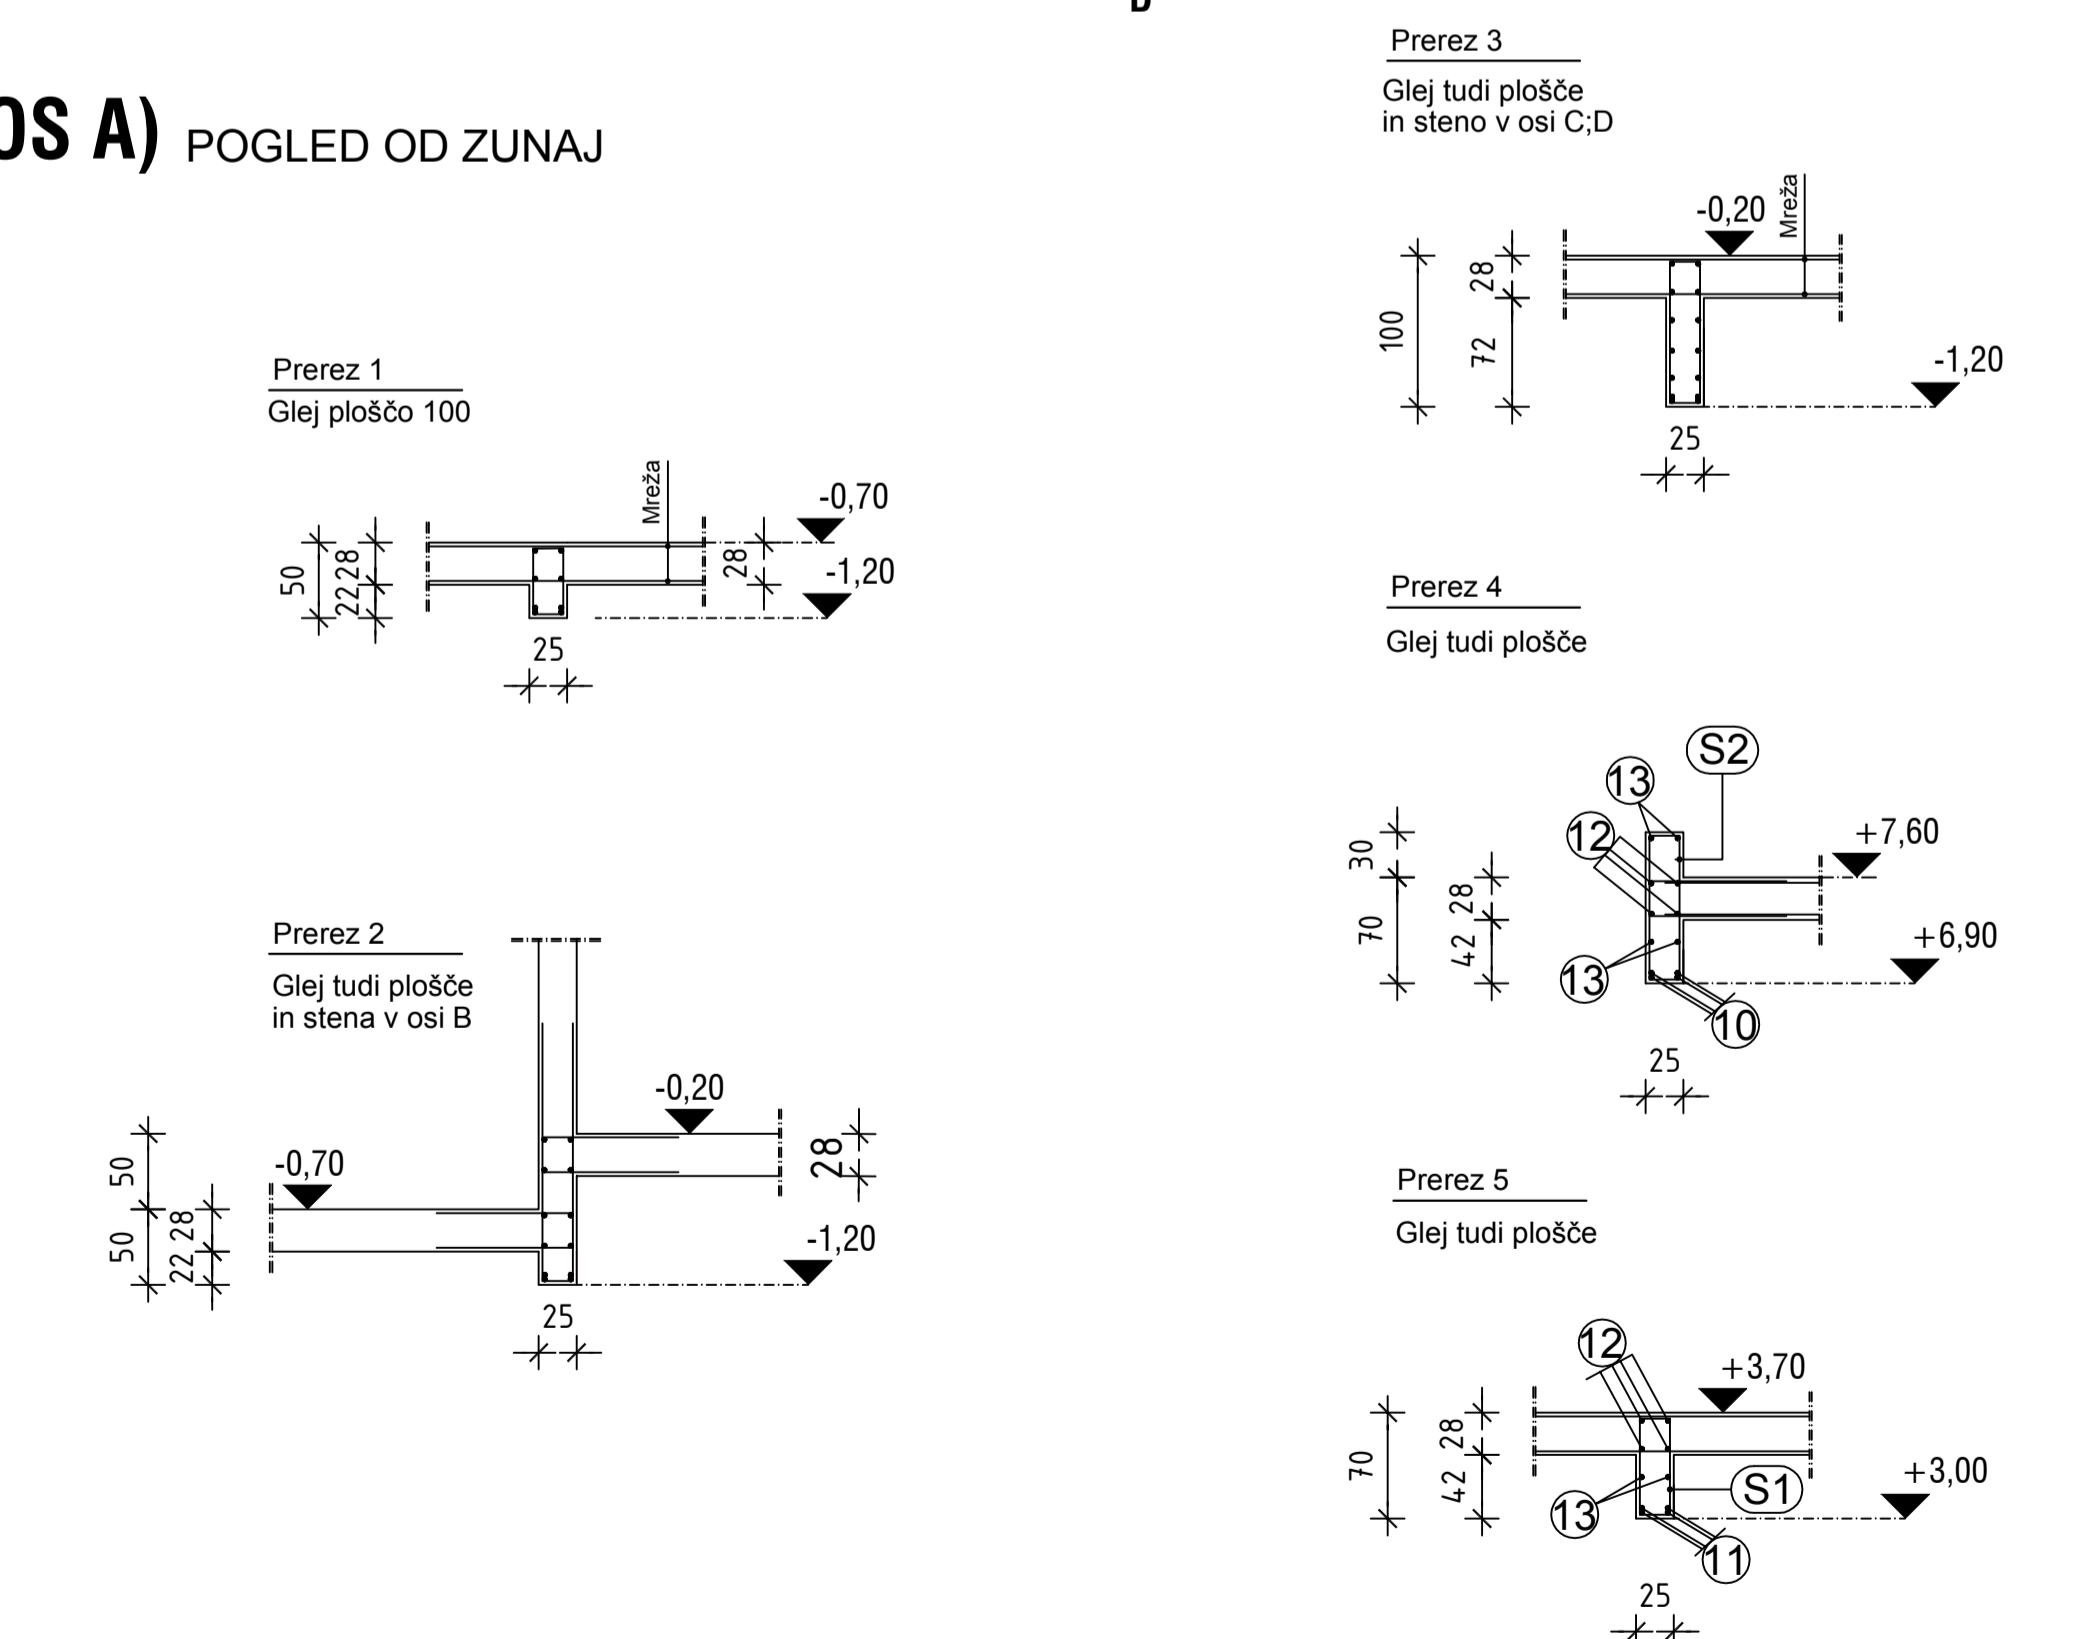 OS A) POGLED OD ZUNAJ
Prerez 1
Glej ploščo 100
Mreža
-0,70
-1,20
50
22 28
28
25
Prerez 2
Glej tudi plošče
in stena v osi B
-0,20
-0,70
-1,20
50
50
22 28
28
25
Prerez 3
Glej tudi plošče
in steno v osi C;D
-0,20
Mreža
100
28
72
-1,20
25
Prerez 4
Glej tudi plošče
S2
13
12
+7,60
30
70
28
42
+6,90
13
10
25
Prerez 5
Glej tudi plošče
12
+3,70
70
28
42
+3,00
S1
13
11
25